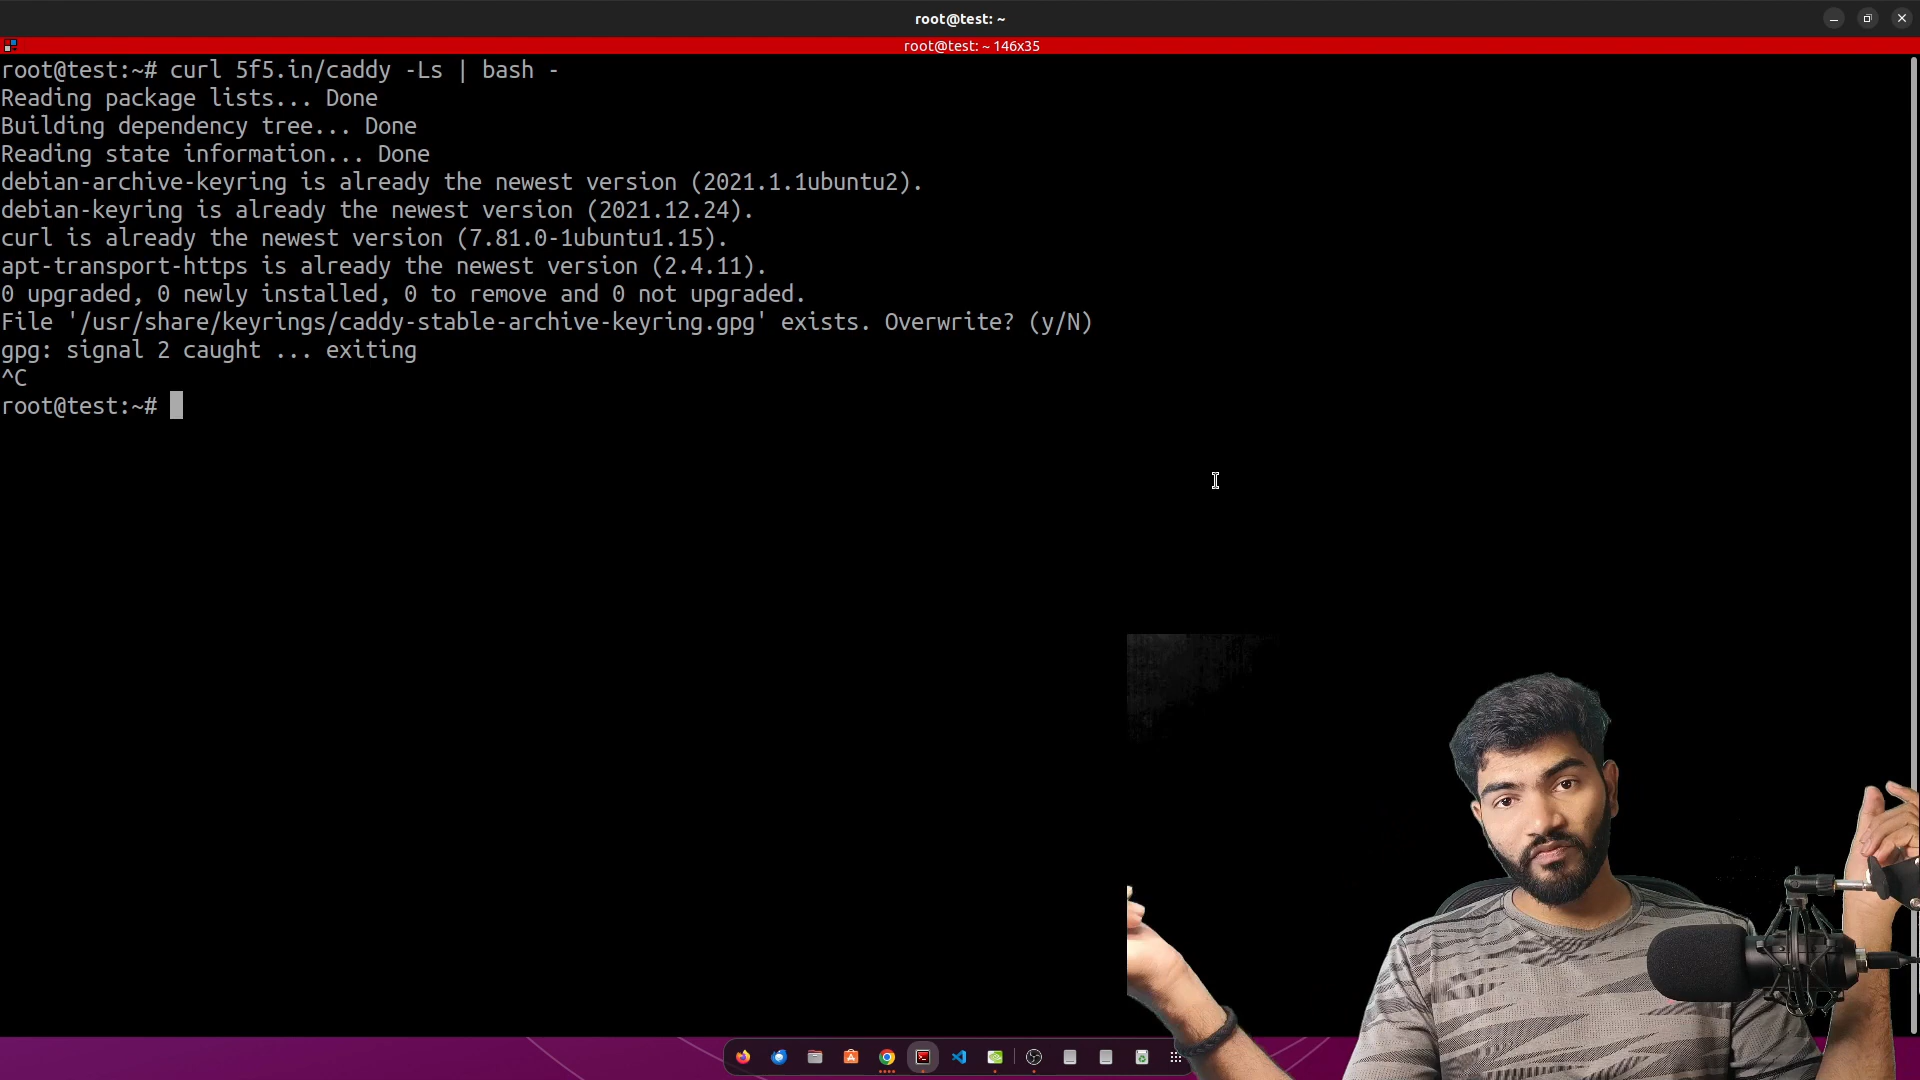 root@test: ~
root@test: ~ 146x35
root@test:~# curl 5f5.in/caddy -Ls | bash -
Reading package lists... Done
Building dependency tree... Done
Reading state information... Done
debian-archive-keyring is already the newest version (2021.1.1ubuntu2).
debian-keyring is already the newest version (2021.12.24).
curl is already the newest version (7.81.0-1ubuntu1.15).
apt-transport-https is already the newest version (2.4.11).
0 upgraded, 0 newly installed, 0 to remove and 0 not upgraded.
File '/usr/share/keyrings/caddy-stable-archive-keyring.gpg' exists. Overwrite? (y/N)
gpg: signal 2 caught ... exiting
^C
root@test:~#